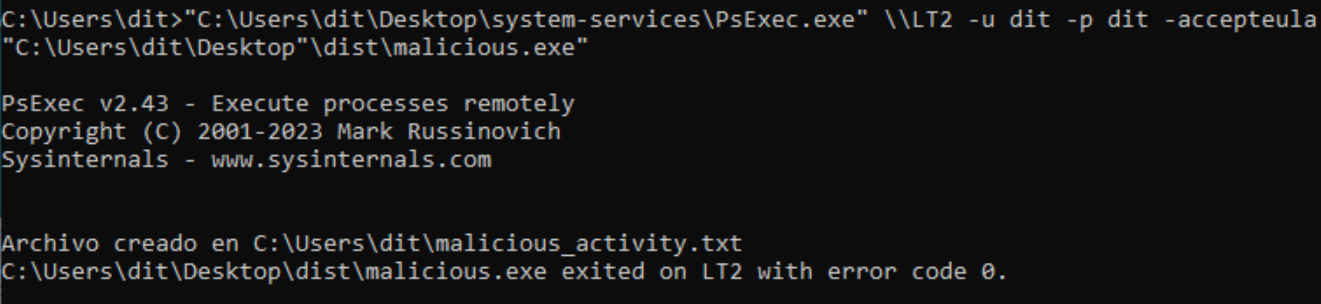 C:\Users\dit>"C:\Users\dit\Desktop\system-services\PsExec.exe" \\LT2 -u dit -p dit -accepteula
"C:\Users\dit\Desktop"\dist\malicious.exe"
PsExec v2.43 - Execute processes remotely
Copyright (C) 2001-2023 Mark Russinovich
Sysinternals - www.sysinternals.com
Archivo creado en C:\Users\dit\malicious_activity.txt
C:\Users\dit\Desktop\dist\malicious.exe exited on LT2 with error code 0.